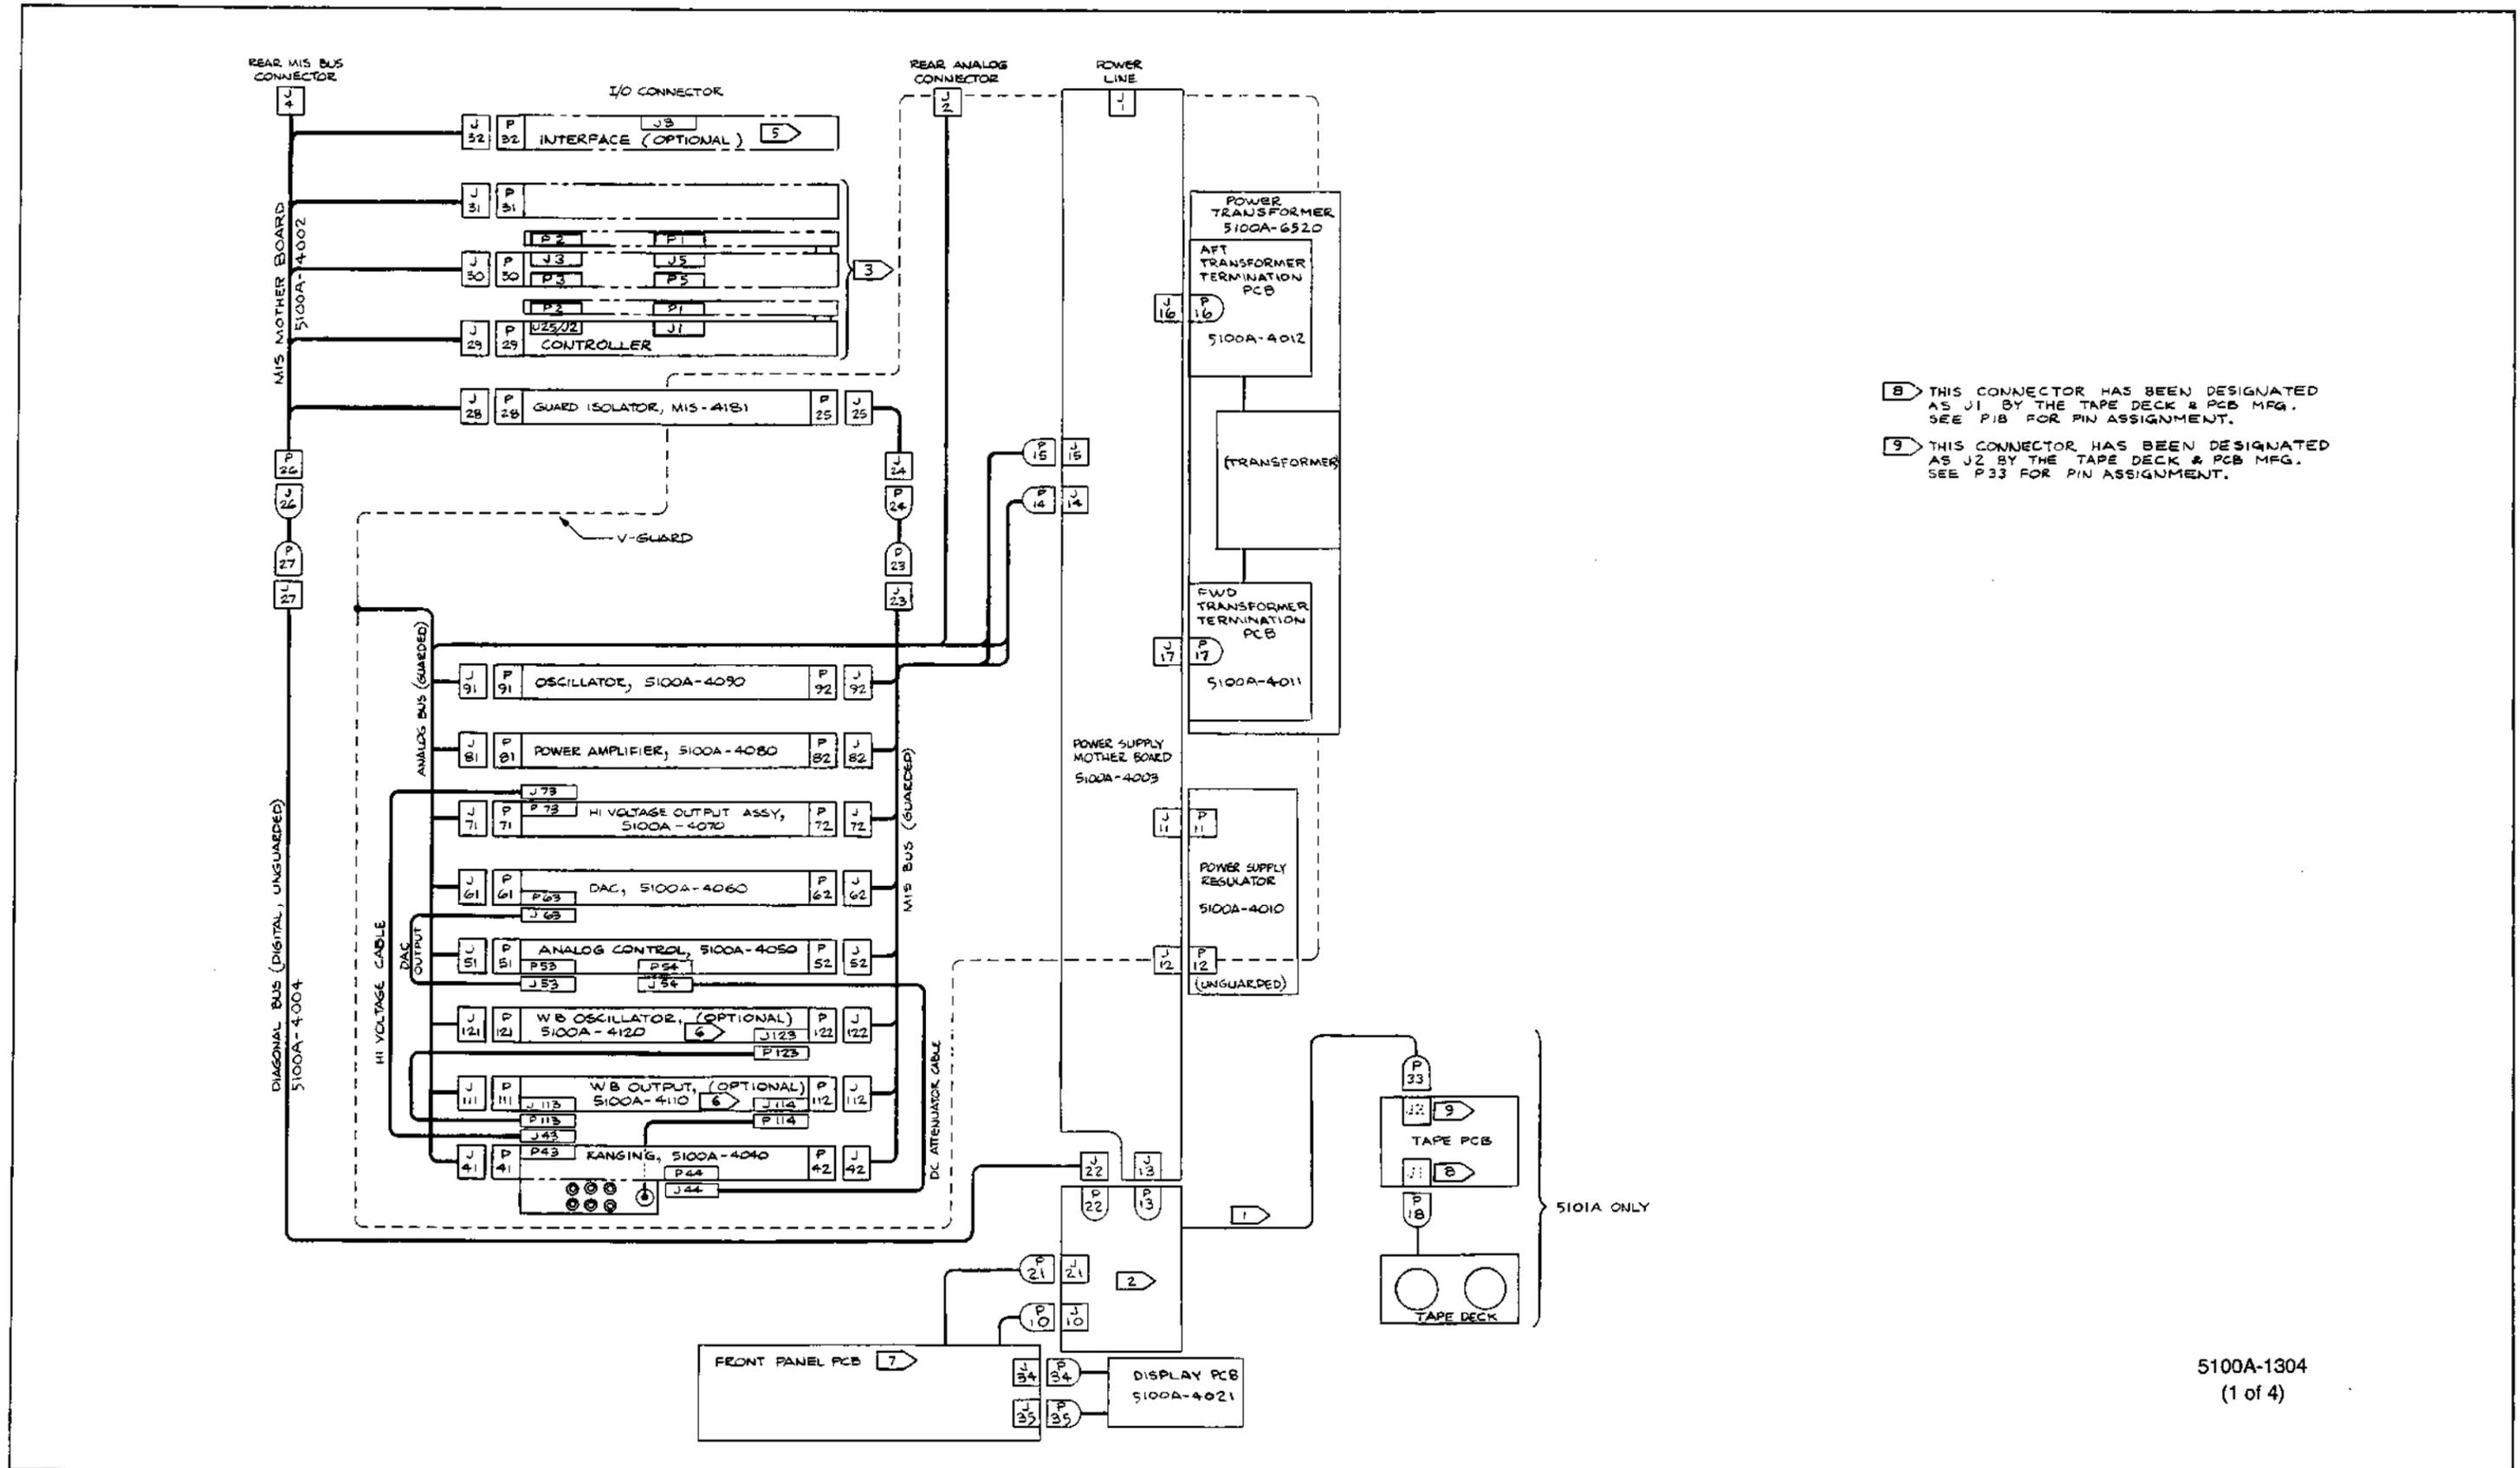 REAR MIS BUS
CONNECTOR
J
4
I/O CONNECTOR
REAR ANALOG
CONNECTOR
J
2
POWER
LINE
J
1
J
32
P
32
J3
INTERFACE (OPTIONAL)
5
J
31
P
31
P2
P1
J
30
P
30
J3
J5
P3
P5
3
P2
P1
J
29
P
29
J25/J2
J1
CONTROLLER
MIS MOTHER BOARD
5100A-4002
J
28
P
28
GUARD ISOLATOR, MIS-4181
P
25
J
25
P
26
J
26
P
27
J
27
J
24
P
24
P
23
J
23
V-GUARD
POWER
TRANSFORMER
5100A-6520
AFT
TRANSFORMER
TERMINATION
PCB
5100A-4012
J
16
P
16
(TRANSFORMER)
P
15
J
15
P
14
J
14
FWD
TRANSFORMER
TERMINATION
PCB
5100A-4011
J
17
P
17
8 THIS CONNECTOR HAS BEEN DESIGNATED
AS J1 BY THE TAPE DECK & PCB MFG.
SEE P18 FOR PIN ASSIGNMENT.
9 THIS CONNECTOR HAS BEEN DESIGNATED
AS J2 BY THE TAPE DECK & PCB MFG.
SEE P33 FOR PIN ASSIGNMENT.
ANALOG BUS (GUARDED)
J
91
P
91
OSCILLATOR, 5100A-4090
P
92
J
92
J
81
P
81
POWER AMPLIFIER, 5100A-4080
P
82
J
82
J73
P73
J
71
P
71
HI VOLTAGE OUTPUT ASSY,
5100A-4070
P
72
J
72
MIS BUS (GUARDED)
POWER SUPPLY
MOTHER BOARD
5100A-4003
J
61
P
61
DAC, 5100A-4060
P
62
J
62
P63
J63
J
11
P
11
POWER SUPPLY
REGULATOR
5100A-4010
J
12
P
12
(UNGUARDED)
DIAGONAL BUS (DIGITAL, UNGUARDED)
5100A-4004
HI VOLTAGE CABLE
DAC
OUTPUT
J
51
P
51
ANALOG CONTROL, 5100A-4050
P
52
J
52
P53
P54
J53
J54
J
121
P
121
WB OSCILLATOR, (OPTIONAL)
5100A-4120
6
J123
P
122
J
122
P123
DC ATTENUATOR CABLE
J
111
P
111
WB OUTPUT, (OPTIONAL)
5100A-4110
6
J113
J114
P
112
J
112
P113
P114
J43
J
41
P
41
P43
RANGING, 5100A-4040
P
42
J
42
P44
J44
J
22
J
13
P
22
P
13
1
P
33
J2
9
TAPE PCB
J1
8
P
18
TAPE DECK
5101A ONLY
P
21
J
21
2
P
10
J
10
FRONT PANEL PCB
7
J
34
P
34
J
35
P
35
DISPLAY PCB
5100A-4021
5100A-1304
(1 of 4)